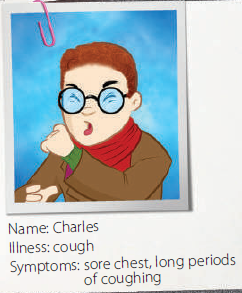 Name: Charles
Illness: cough
Symptoms: sore chest, long periods
of coughing